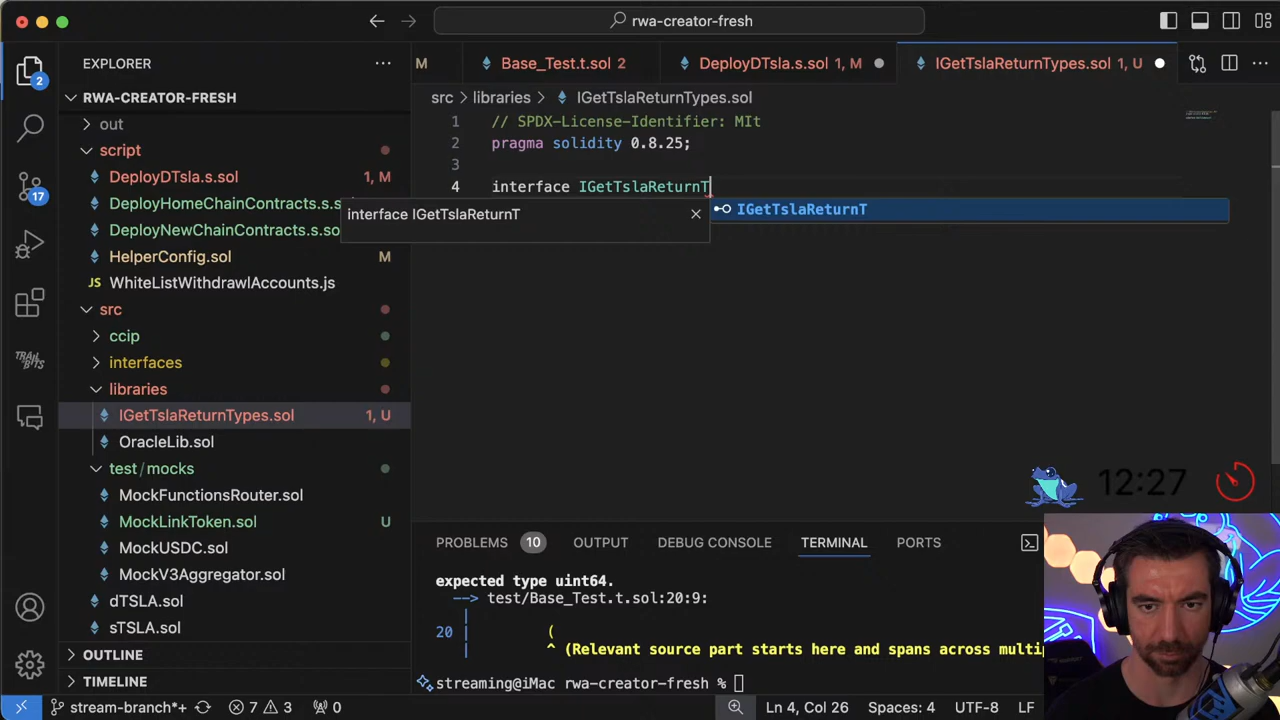 rwa-creator-fresh
2
EXPLORER
M
Base_Test.t.sol 2
DeployDTsla.s.sol 1, M
IGetTslaReturnTypes.sol 1, U
RWA-CREATOR-FRESH
src > libraries > IGetTslaReturnTypes.sol
out
1 // SPDX-License-Identifier: MIt
script
2 pragma solidity 0.8.25;
3
DeployDTsla.s.sol 1, M
4 interface IGetTslaReturnT
17
DeployHomeChainContracts.s.s
interface IGetTslaReturnT
IGetTslaReturnT
DeployNewChainContracts.s.so
HelperConfig.sol M
JS WhiteListWithdrawlAccounts.js
src
ccip
interfaces
TRAIL BITS
libraries
IGetTslaReturnTypes.sol 1, U
OracleLib.sol
test/mocks
MockFunctionsRouter.sol
12:27
MockLinkToken.sol U
MockUSDC.sol
PROBLEMS 10 OUTPUT DEBUG CONSOLE TERMINAL PORTS
MockV3Aggregator.sol
expected type uint64.
dTSLA.sol
--> test/Base_Test.t.sol:20:9:
|
sTSLA.sol
20 | (
OUTLINE
| ^ (Relevant source part starts here and spans across multip
TIMELINE
streaming@iMac rwa-creator-fresh %
stream-branch*+ 7 3 0
Ln 4, Col 26 Spaces: 4 UTF-8 LF